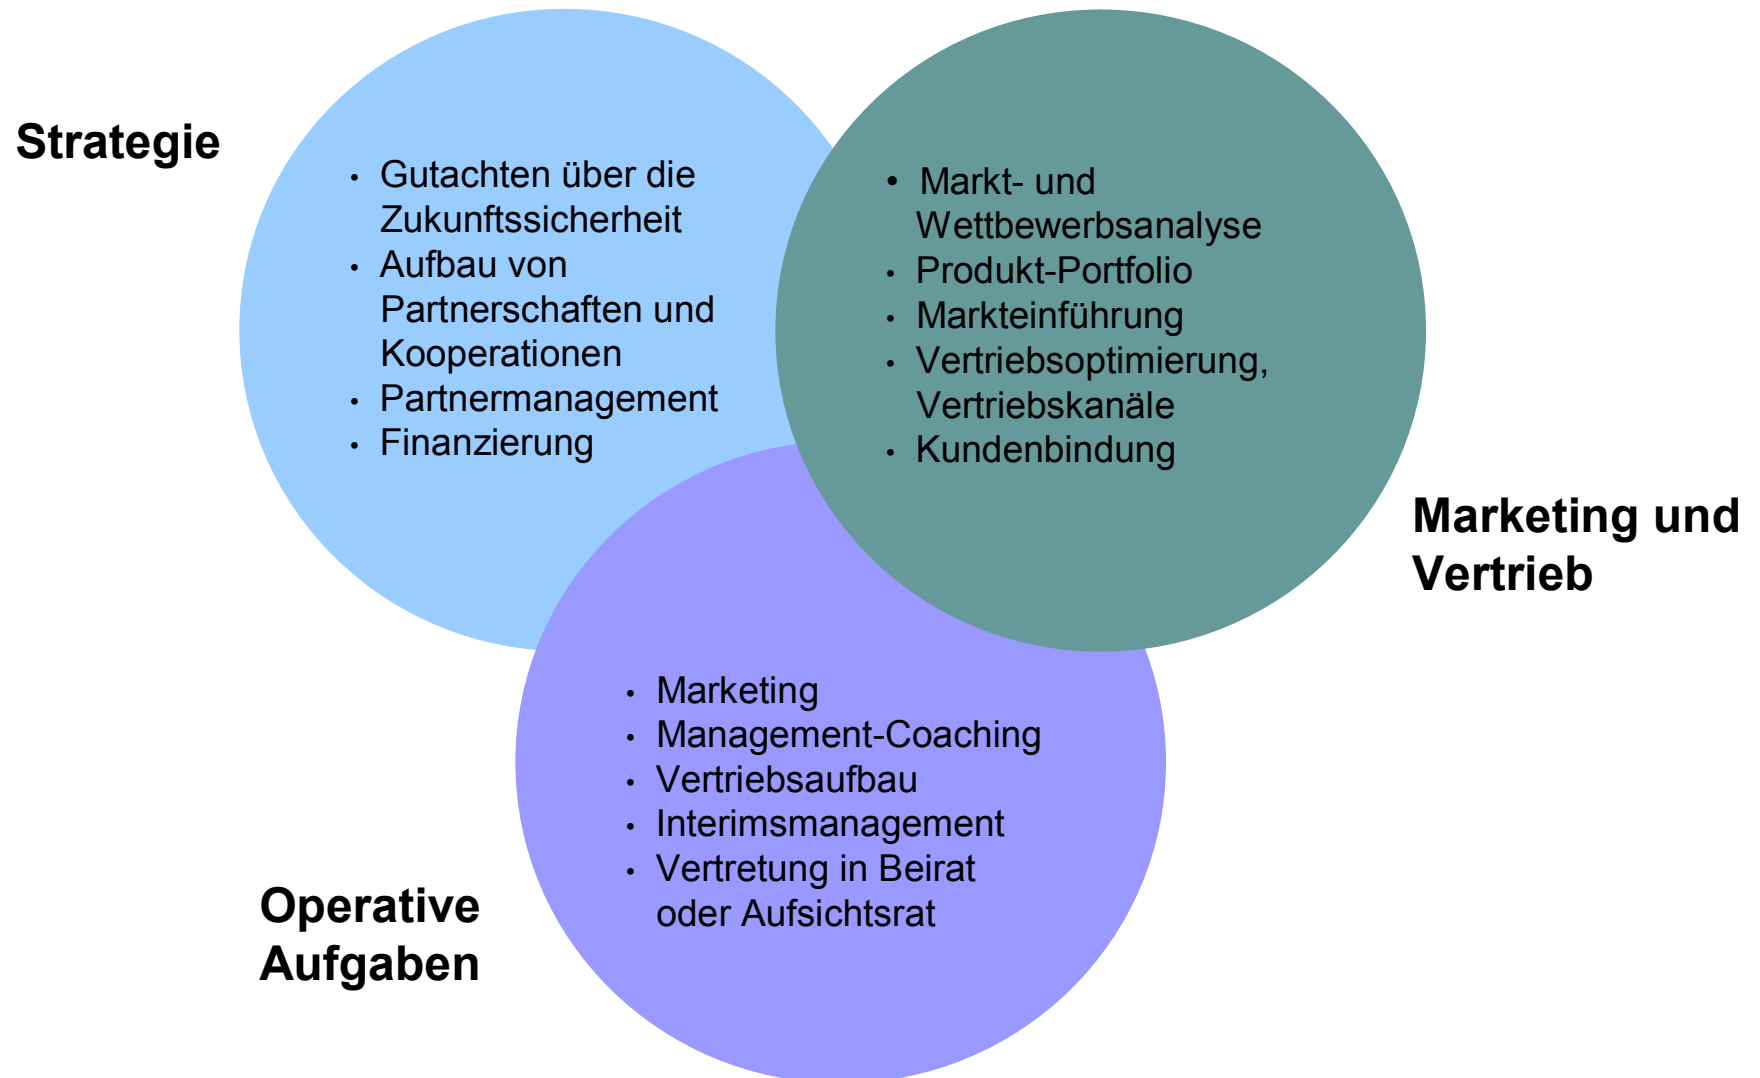 Strategie
• Gutachten über die
Zukunftssicherheit
• Aufbau von
Partnerschaften und
Kooperationen
• Partnermanagement
• Finanzierung
• Markt- und
Wettbewerbsanalyse
• Produkt-Portfolio
• Markteinführung
• Vertriebsoptimierung,
Vertriebskanäle
• Kundenbindung
Marketing und
Vertrieb
• Marketing
• Management-Coaching
• Vertriebsaufbau
• Interimsmanagement
• Vertretung in Beirat
oder Aufsichtsrat
Operative
Aufgaben